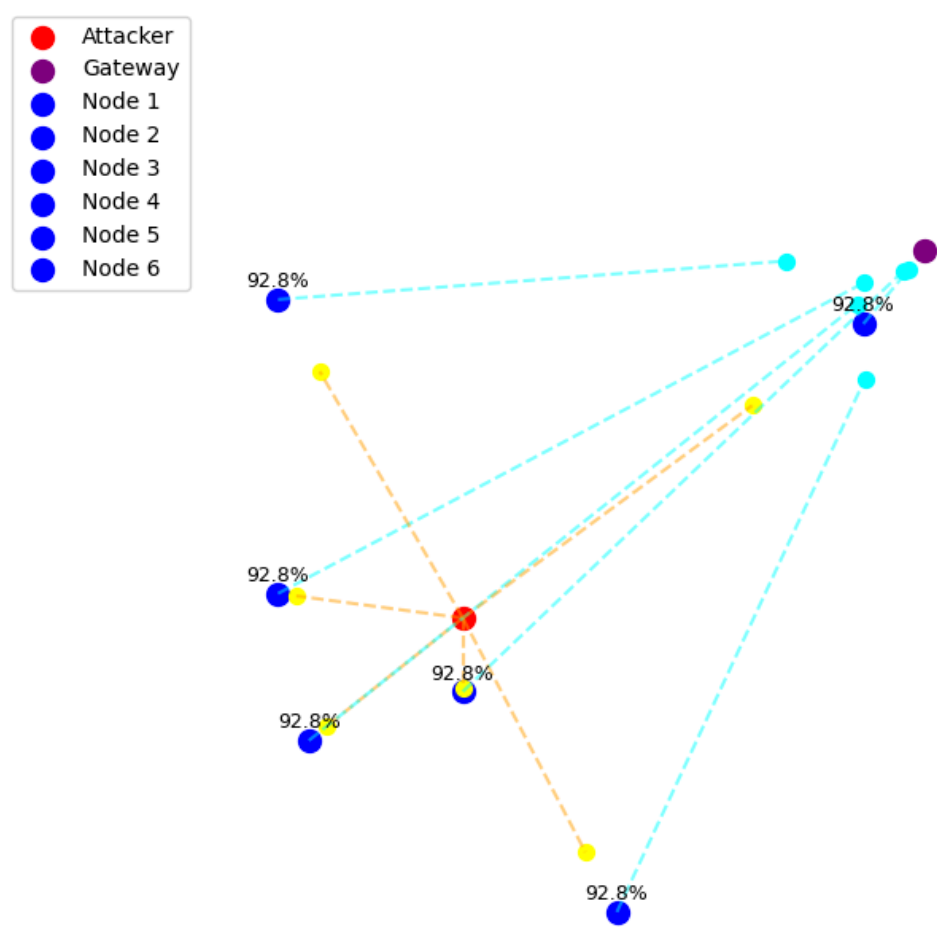 Attacker
Gateway
Node 1
Node 2
Node 3
Node 4
Node 5
Node 6
92.8%
92.8%
92.8%
92.8%
92.8%
92.8%